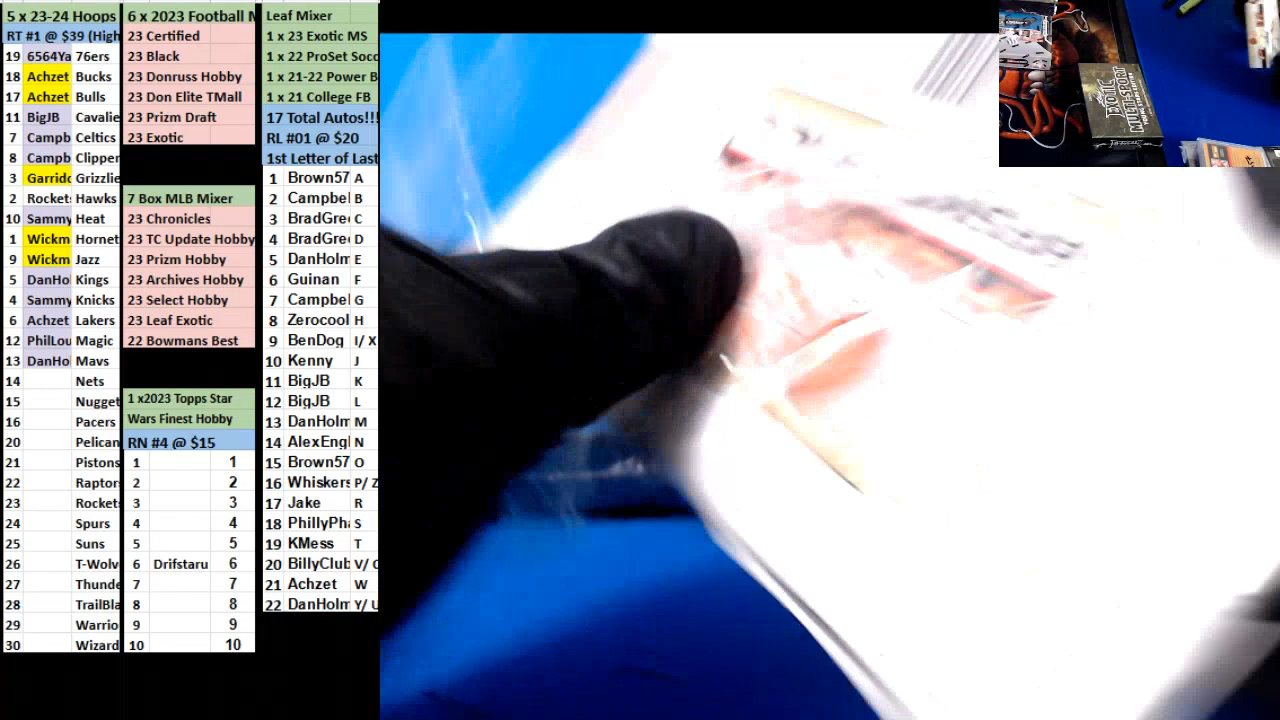 5 x 23-24 Hoops
RT #1 @ $39 (High
19 6564Ya 76ers
18 Achzet Bucks
17 Achzet Bulls
11 BigJB Cavalie
7 Campb Celtics
8 Campb Clipper
3 Garrido Grizzlie
2 Rocket Hawks
10 Sammy Heat
1 Wickm Hornet
9 Wickm Jazz
5 DanHo Kings
4 Sammy Knicks
6 Achzet Lakers
12 PhilLou Magic
13 DanHo Mavs
14 Nets
15 Nugget
16 Pacers
20 Pelican
21 Pistons
22 Raptor
23 Rocket
24 Spurs
25 Suns
26 T-Wolv
27 Thunde
28 TrailBla
29 Warrio
30 Wizard
6 x 2023 Football M
23 Certified
23 Black
23 Donruss Hobby
23 Don Elite TMall
23 Prizm Draft
23 Exotic
7 Box MLB Mixer
23 Chronicles
23 TC Update Hobby
23 Prizm Hobby
23 Archives Hobby
23 Select Hobby
23 Leaf Exotic
22 Bowmans Best
1 x2023 Topps Star
Wars Finest Hobby
RN #4 @ $15
1 1
2 2
3 3
4 4
5 5
6 Drifstaru 6
7 7
8 8
9 9
10 10
Leaf Mixer
1 x 23 Exotic MS
1 x 22 ProSet Socc
1 x 21-22 Power B
1 x 21 College FB
17 Total Autos!!!
RL #01 @ $20
1st Letter of Last
1 Brown57 A
2 Campbel B
3 BradGree C
4 BradGree D
5 DanHolm E
6 Guinan F
7 Campbel G
8 Zerocool H
9 BenDog I/ X
10 Kenny J
11 BigJB K
12 BigJB L
13 DanHolm M
14 AlexEngl N
15 Brown57 O
16 Whiskers P/ Z
17 Jake R
18 PhillyPha S
19 KMess T
20 BillyClub V/ Q
21 Achzet W
22 DanHolm Y/ U
EXOTIC
MULTI-SPORT